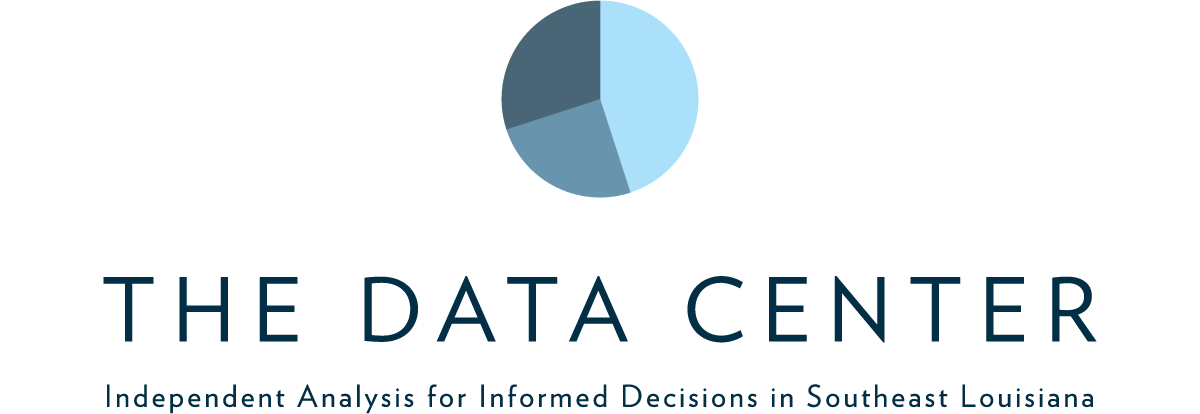 THE DATA CENTER
Independent Analysis for Informed Decisions in Southeast Louisiana